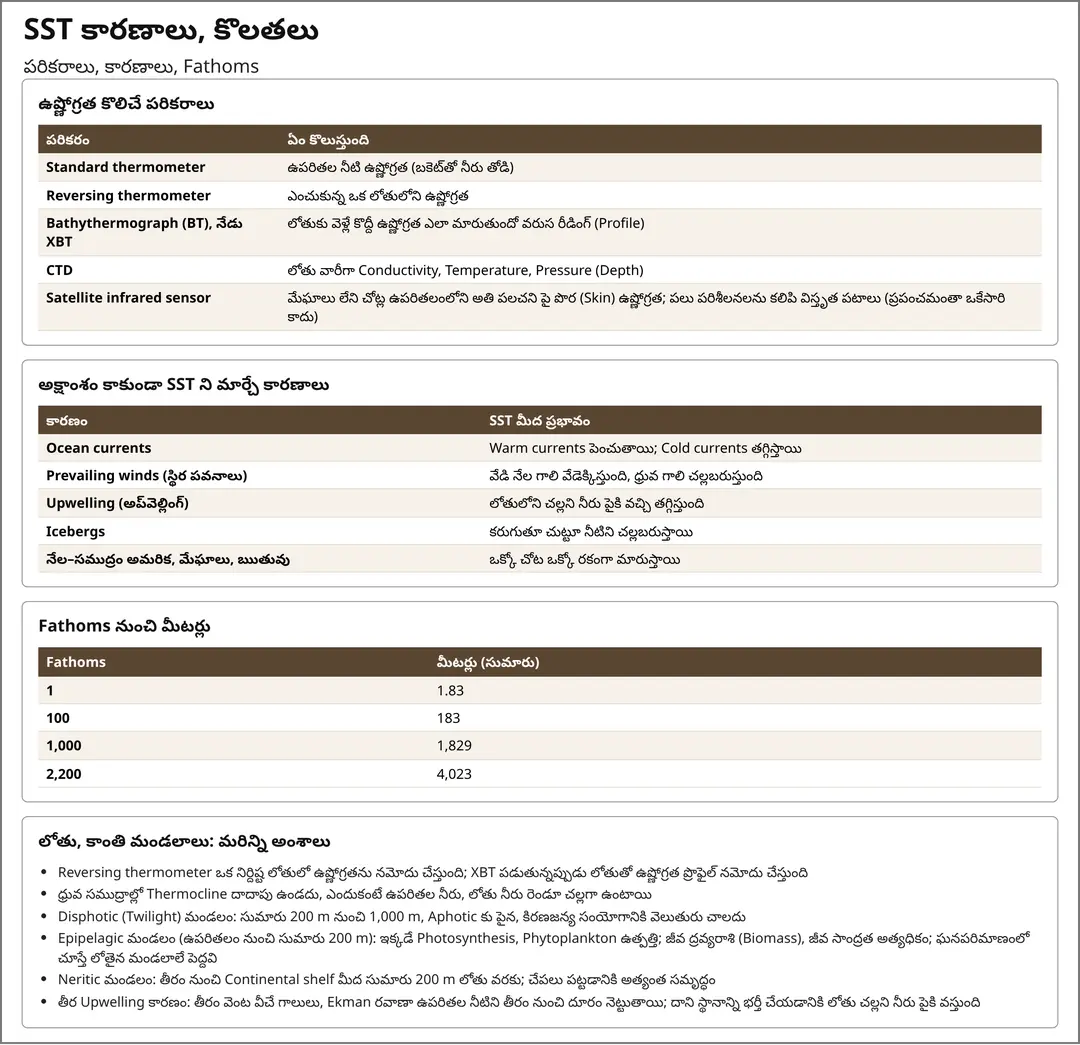 SST కారణాలు, కొలతలు
పరికరాలు, కారణాలు, Fathoms
ఉష్ణోగ్రత కొలిచే పరికరాలు
పరికరం ఏం కొలుస్తుంది
Standard thermometer ఉపరితల నీటి ఉష్ణోగ్రత (బకెట్‌తో నీరు తోడి)
Reversing thermometer ఎంచుకున్న ఒక లోతులోని ఉష్ణోగ్రత
Bathythermograph (BT), నేడు లోతుకు వెళ్లే కొద్దీ ఉష్ణోగ్రత ఎలా మారుతుందో వరుస రీడింగ్ (Profile)
XBT
CTD లోతు వారీగా Conductivity, Temperature, Pressure (Depth)
Satellite infrared sensor మేఘాలు లేని చోట్ల ఉపరితలంలోని అతి పలచని పై పొర (Skin) ఉష్ణోగ్రత; పలు పరిశీలనలను కలిపి విస్తృత పటాలు (ప్రపంచమంతా ఒకేసారి
కాదు)
అక్షాంశం కాకుండా SST ని మార్చే కారణాలు
కారణం SST మీద ప్రభావం
Ocean currents Warm currents పెంచుతాయి; Cold currents తగ్గిస్తాయి
Prevailing winds (స్థిర పవనాలు) వేడి నేల గాలి వేడెక్కిస్తుంది, ధ్రువ గాలి చల్లబరుస్తుంది
Upwelling (అప్‌వెల్లింగ్) లోతులోని చల్లని నీరు పైకి వచ్చి తగ్గిస్తుంది
Icebergs కరుగుతూ చుట్టూ నీటిని చల్లబరుస్తాయి
నేల–సముద్రం అమరిక, మేఘాలు, ఋతువు ఒక్కో చోట ఒక్కో రకంగా మారుస్తాయి
Fathoms నుంచి మీటర్లు
Fathoms మీటర్లు (సుమారు)
1 1.83
100 183
1,000 1,829
2,200 4,023
లోతు, కాంతి మండలాలు: మరిన్ని అంశాలు
• Reversing thermometer ఒక నిర్దిష్ట లోతులో ఉష్ణోగ్రతను నమోదు చేస్తుంది; XBT పడుతున్నప్పుడు లోతుతో ఉష్ణోగ్రత ప్రొఫైల్ నమోదు చేస్తుంది
• ధ్రువ సముద్రాల్లో Thermocline దాదాపు ఉండదు, ఎందుకంటే ఉపరితల నీరు, లోతు నీరు రెండూ చల్లగా ఉంటాయి
• Disphotic (Twilight) మండలం: సుమారు 200 m నుంచి 1,000 m, Aphotic కు పైన, కిరణజన్య సంయోగానికి వెలుతురు చాలదు
• Epipelagic మండలం (ఉపరితలం నుంచి సుమారు 200 m): ఇక్కడే Photosynthesis, Phytoplankton ఉత్పత్తి; జీవ ద్రవ్యరాశి (Biomass), జీవ సాంద్రత అత్యధికం; ఘనపరిమాణంలో
చూస్తే లోతైన మండలాలే పెద్దవి
• Neritic మండలం: తీరం నుంచి Continental shelf మీద సుమారు 200 m లోతు వరకు; చేపలు పట్టడానికి అత్యంత సమృద్ధం
• తీర Upwelling కారణం: తీరం వెంట వీచే గాలులు, Ekman రవాణా ఉపరితల నీటిని తీరం నుంచి దూరం నెట్టుతాయి; దాని స్థానాన్ని భర్తీ చేయడానికి లోతు చల్లని నీరు పైకి వస్తుంది